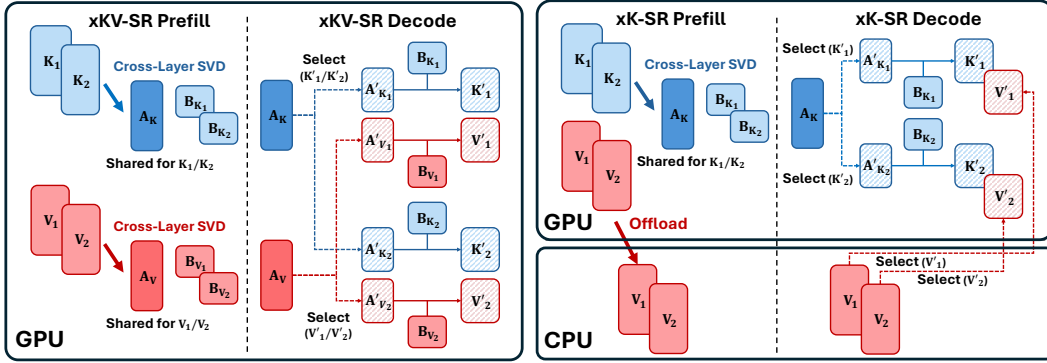 xKV-SR Prefill
K1
K2
Cross-Layer SVD
AK
BK1
BK2
Shared for K1/K2
V1
V2
Cross-Layer SVD
AV
BV1
BV2
Shared for V1/V2
GPU
xKV-SR Decode
Select
(K'1/K'2)
AK
A'K1
BK1
K'1
A'V1
BV1
V'1
AV
A'K2
BK2
K'2
A'V2
BV2
V'2
Select
(V'1/V'2)
xK-SR Prefill
K1
K2
Cross-Layer SVD
AK
BK1
BK2
Shared for K1/K2
V1
V2
GPU
Offload
xK-SR Decode
Select (K'1)
AK
A'K1
BK1
K'1
V'1
A'K2
BK2
K'2
V'2
Select (K'2)
V1
V2
CPU
Select (V'1)
Select (V'2)
V1
V2